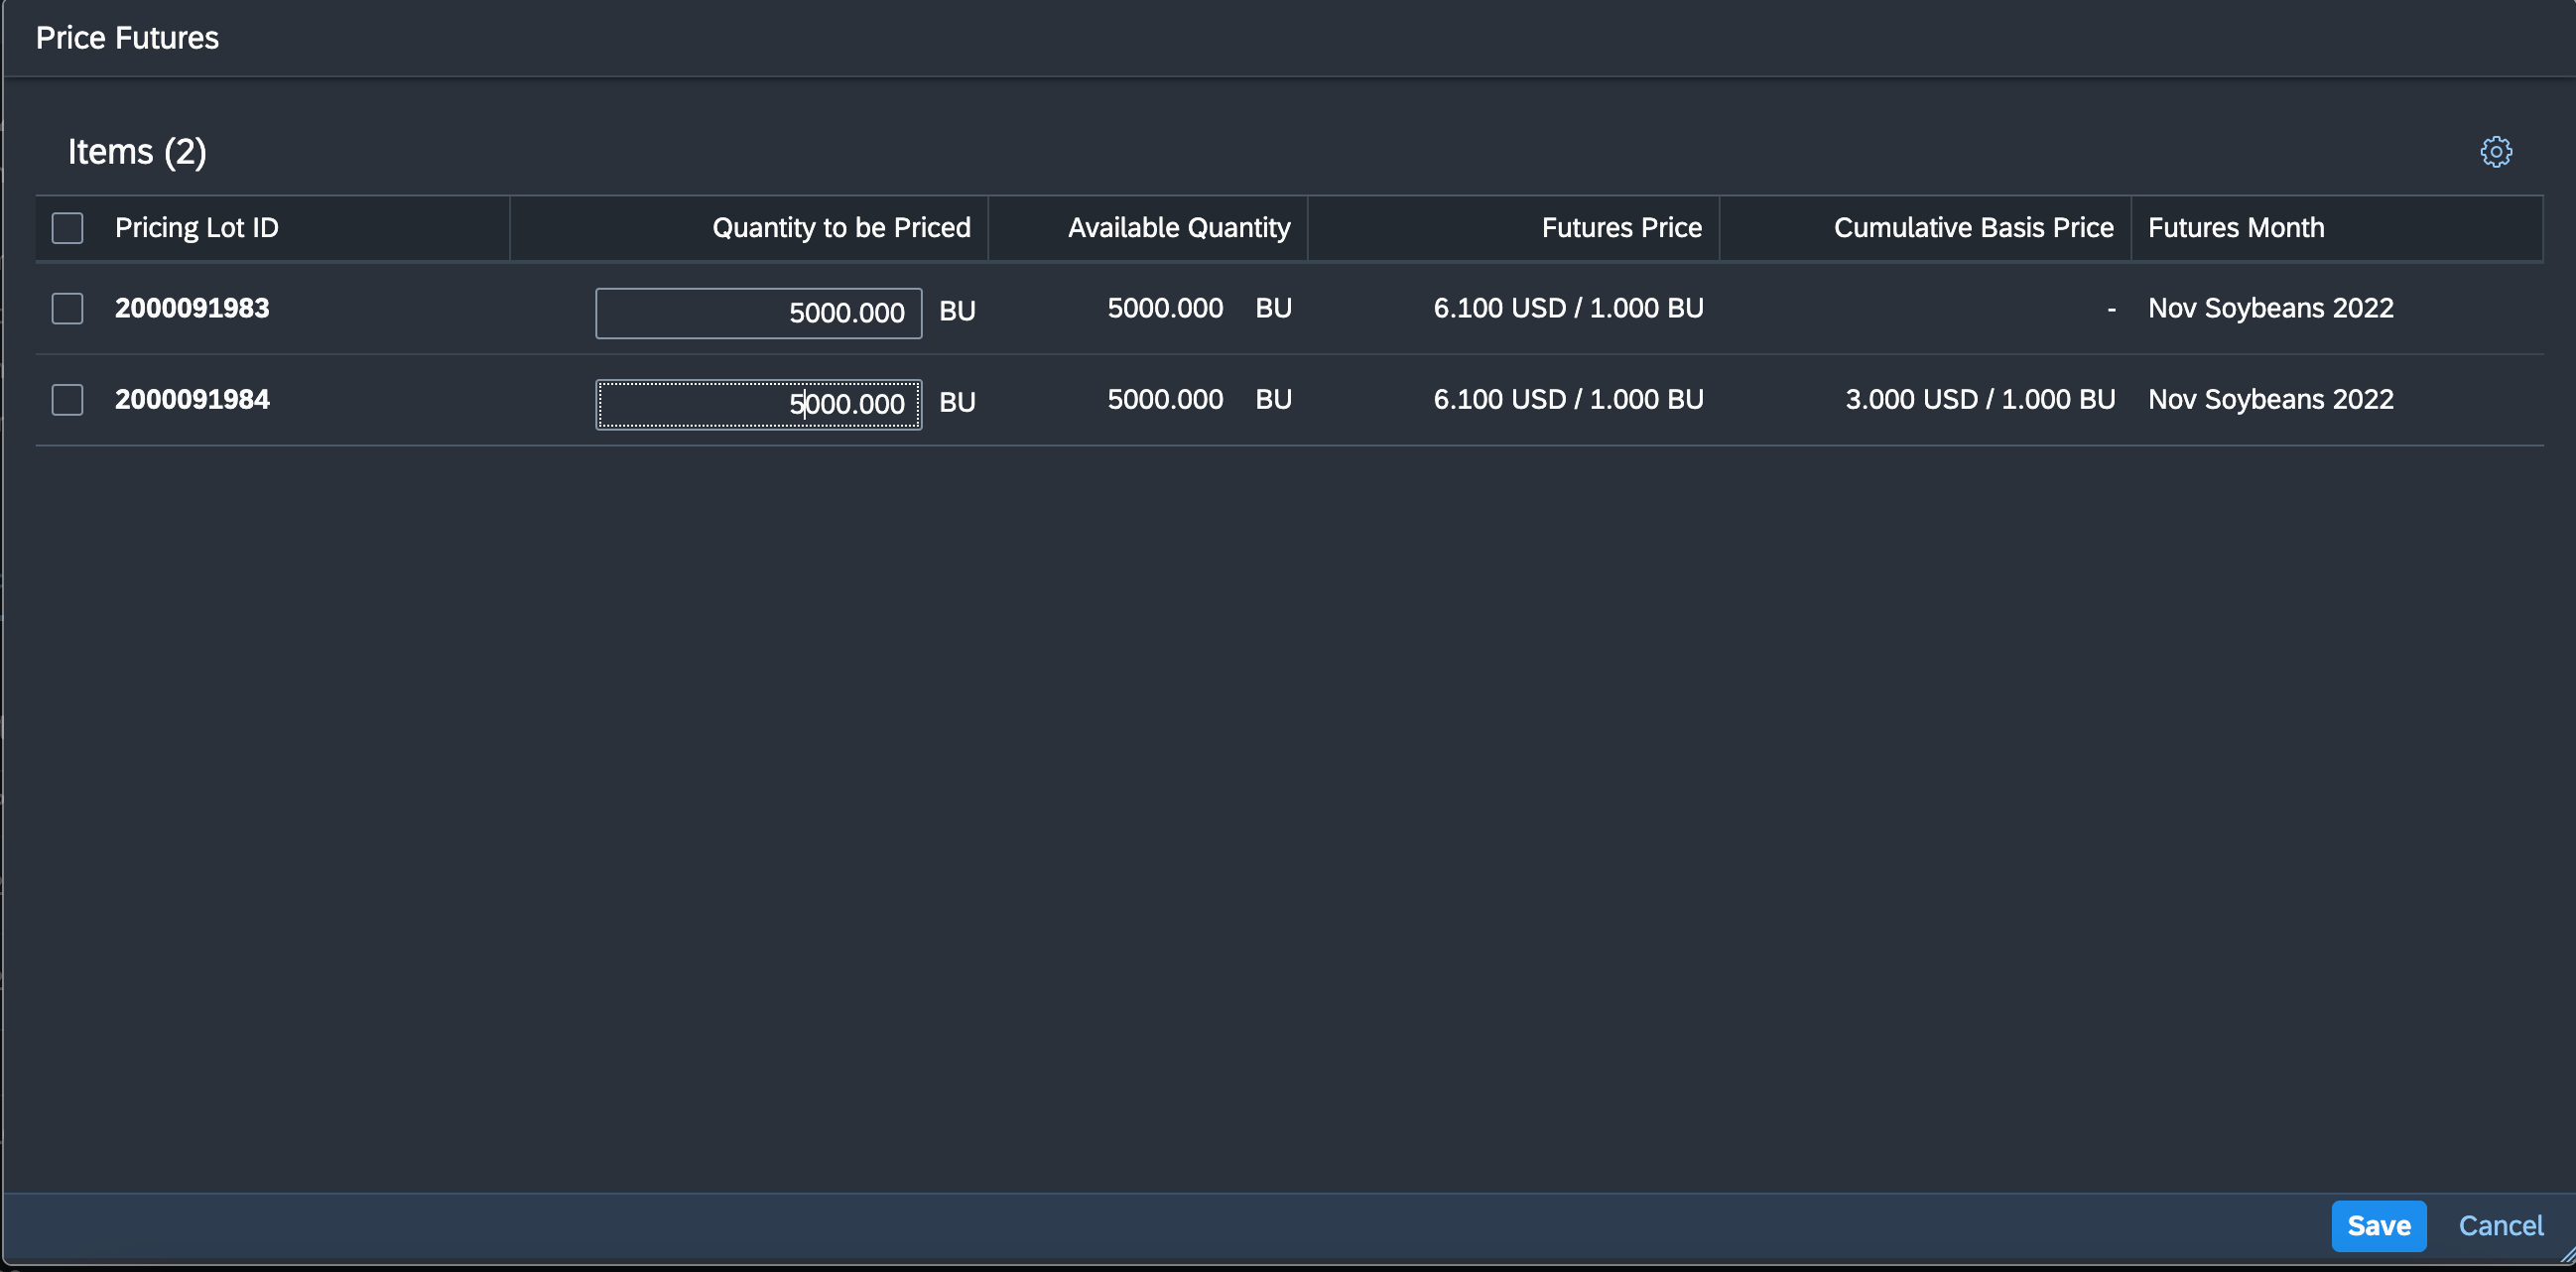 Price Futures
Items (2)
Pricing Lot ID Quantity to be Priced Available Quantity Futures Price Cumulative Basis Price Futures Month
2000091983 5000.000 BU 5000.000 BU 6.100 USD / 1.000 BU - Nov Soybeans 2022
2000091984 5000.000 BU 5000.000 BU 6.100 USD / 1.000 BU 3.000 USD / 1.000 BU Nov Soybeans 2022
Save Cancel